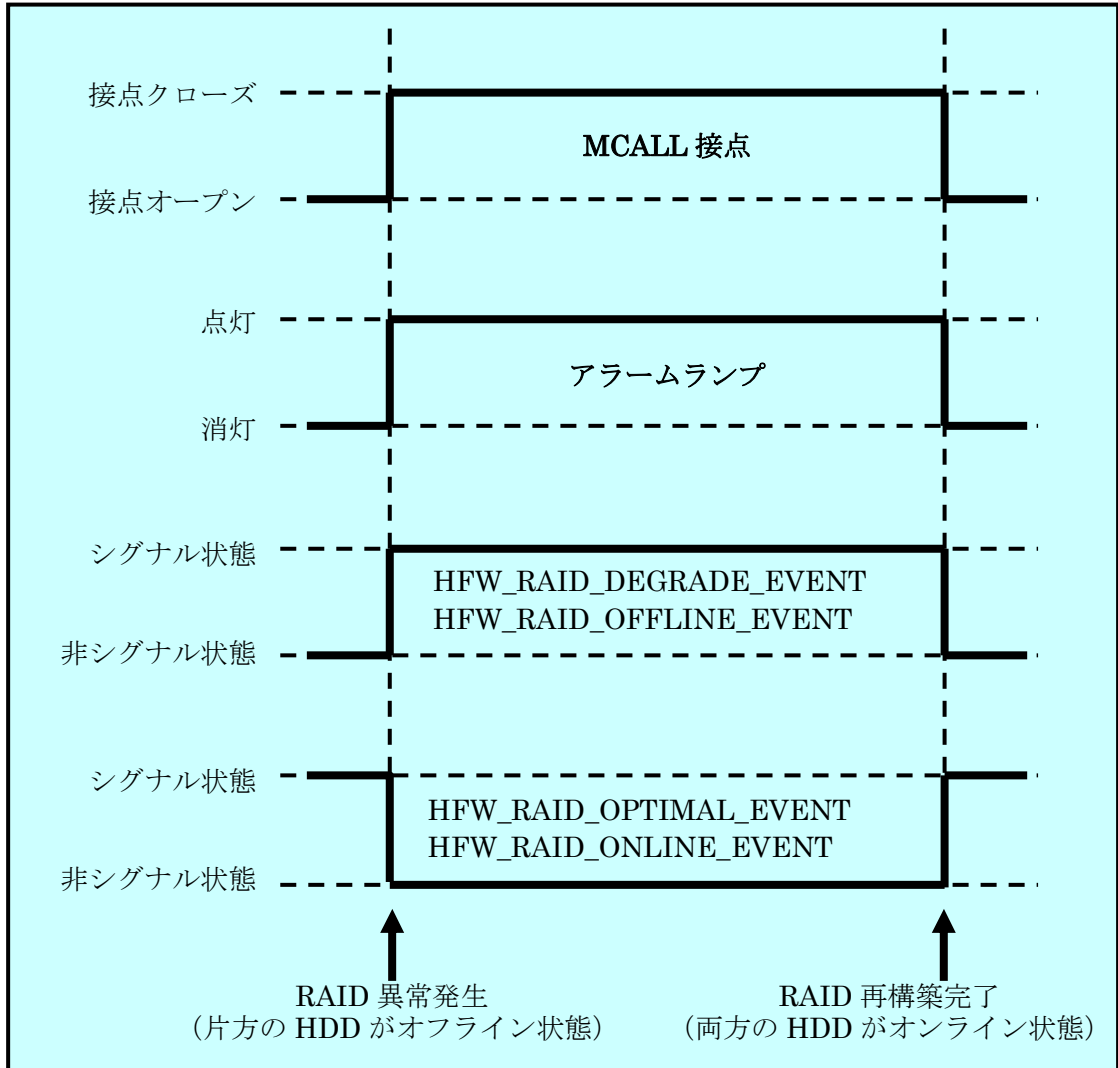 接点クローズ
MCALL 接点
接点オープン
点灯
アラームランプ
消灯
シグナル状態
HFW_RAID_DEGRADE_EVENT
HFW_RAID_OFFLINE_EVENT
非シグナル状態
シグナル状態
HFW_RAID_OPTIMAL_EVENT
HFW_RAID_ONLINE_EVENT
非シグナル状態
RAID 異常発生
（片方の HDD がオフライン状態）
RAID 再構築完了
（両方の HDD がオンライン状態）